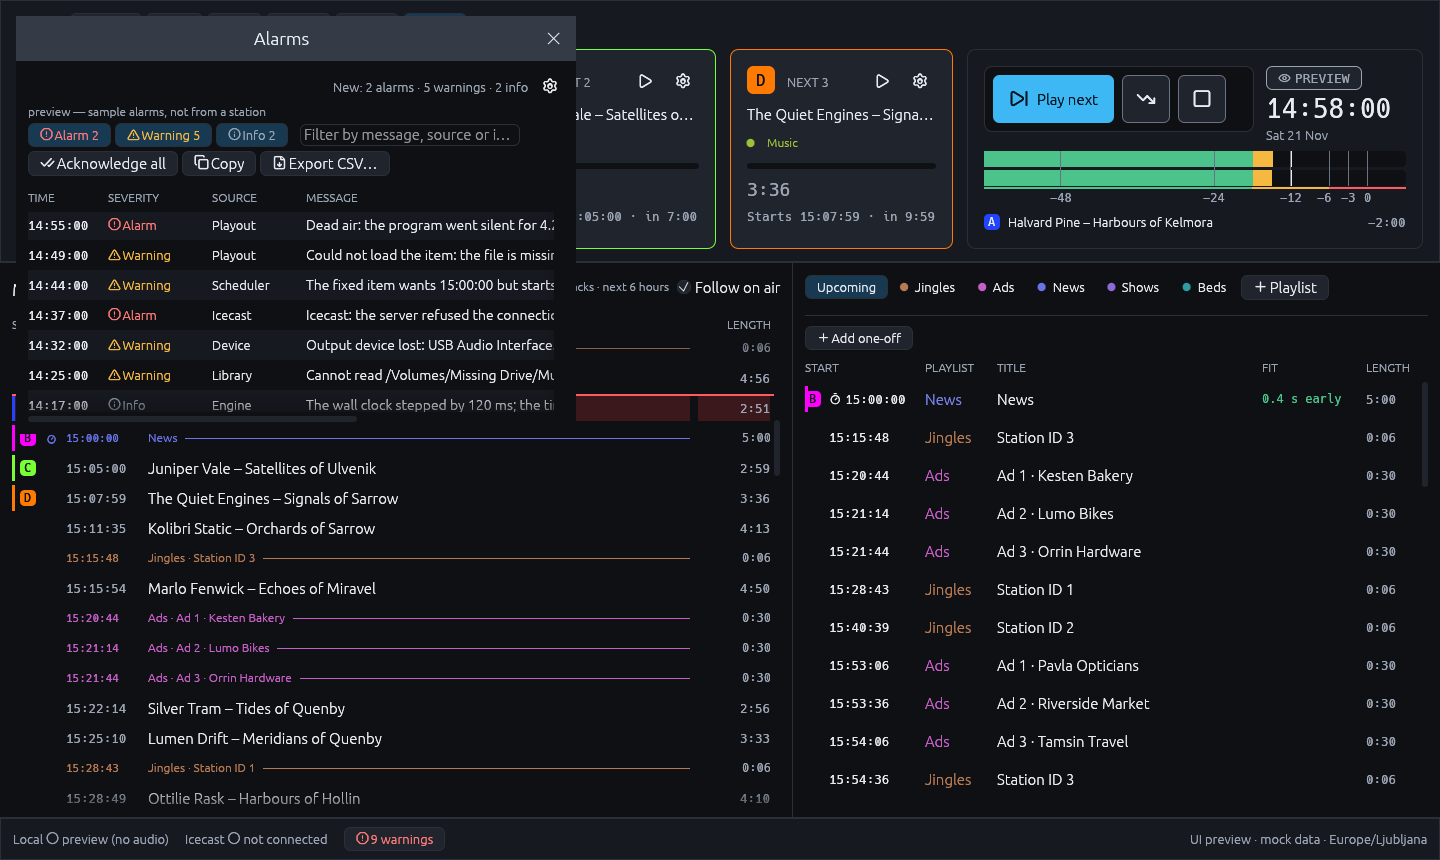 Alarms
New: 2 alarms · 5 warnings · 2 info
preview — sample alarms, not from a station
Alarm 2
Warning 5
Info 2
Filter by message, source or i…
Acknowledge all
Copy
Export CSV…
TIME SEVERITY SOURCE MESSAGE
14:55:00 Alarm Playout Dead air: the program went silent for 4.2
14:49:00 Warning Playout Could not load the item: the file is missin
14:44:00 Warning Scheduler The fixed item wants 15:00:00 but starts
14:37:00 Alarm Icecast Icecast: the server refused the connectio
14:32:00 Warning Device Output device lost: USB Audio Interface
14:25:00 Warning Library Cannot read /Volumes/Missing Drive/Mu
14:17:00 Info Engine The wall clock stepped by 120 ms; the ti
T 2
ale – Satellites o…
:05:00 · in 7:00
D NEXT 3
The Quiet Engines – Signa…
Music
3:36
Starts 15:07:59 · in 9:59
Play next
PREVIEW
14:58:00
Sat 21 Nov
−48 −24 −12 −6 −3 0
A Halvard Pine – Harbours of Kelmora −2:00
acks · next 6 hours Follow on air
LENGTH
0:06
4:56
2:51
B 15:00:00 News 5:00
C 15:05:00 Juniper Vale – Satellites of Ulvenik 2:59
D 15:07:59 The Quiet Engines – Signals of Sarrow 3:36
15:11:35 Kolibri Static – Orchards of Sarrow 4:13
15:15:48 Jingles · Station ID 3 0:06
15:15:54 Marlo Fenwick – Echoes of Miravel 4:50
15:20:44 Ads · Ad 1 · Kesten Bakery 0:30
15:21:14 Ads · Ad 2 · Lumo Bikes 0:30
15:21:44 Ads · Ad 3 · Orrin Hardware 0:30
15:22:14 Silver Tram – Tides of Quenby 2:56
15:25:10 Lumen Drift – Meridians of Quenby 3:33
15:28:43 Jingles · Station ID 1 0:06
15:28:49 Ottilie Rask – Harbours of Hollin 4:10
Upcoming Jingles Ads News Shows Beds Playlist
Add one-off
START PLAYLIST TITLE FIT LENGTH
B 15:00:00 News News 0.4 s early 5:00
15:15:48 Jingles Station ID 3 0:06
15:20:44 Ads Ad 1 · Kesten Bakery 0:30
15:21:14 Ads Ad 2 · Lumo Bikes 0:30
15:21:44 Ads Ad 3 · Orrin Hardware 0:30
15:28:43 Jingles Station ID 1 0:06
15:40:39 Jingles Station ID 2 0:06
15:53:06 Ads Ad 1 · Pavla Opticians 0:30
15:53:36 Ads Ad 2 · Riverside Market 0:30
15:54:06 Ads Ad 3 · Tamsin Travel 0:30
15:54:36 Jingles Station ID 3 0:06
Local preview (no audio) Icecast not connected 9 warnings
UI preview · mock data · Europe/Ljubljana